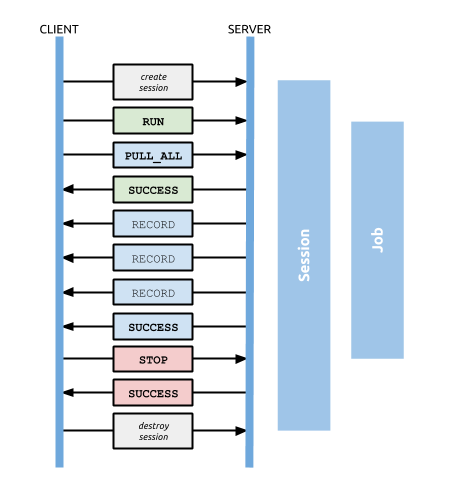 CLIENT
SERVER
create
session
RUN
PULL_ALL
SUCCESS
RECORD
RECORD
RECORD
SUCCESS
STOP
SUCCESS
destroy
session
Session
Job